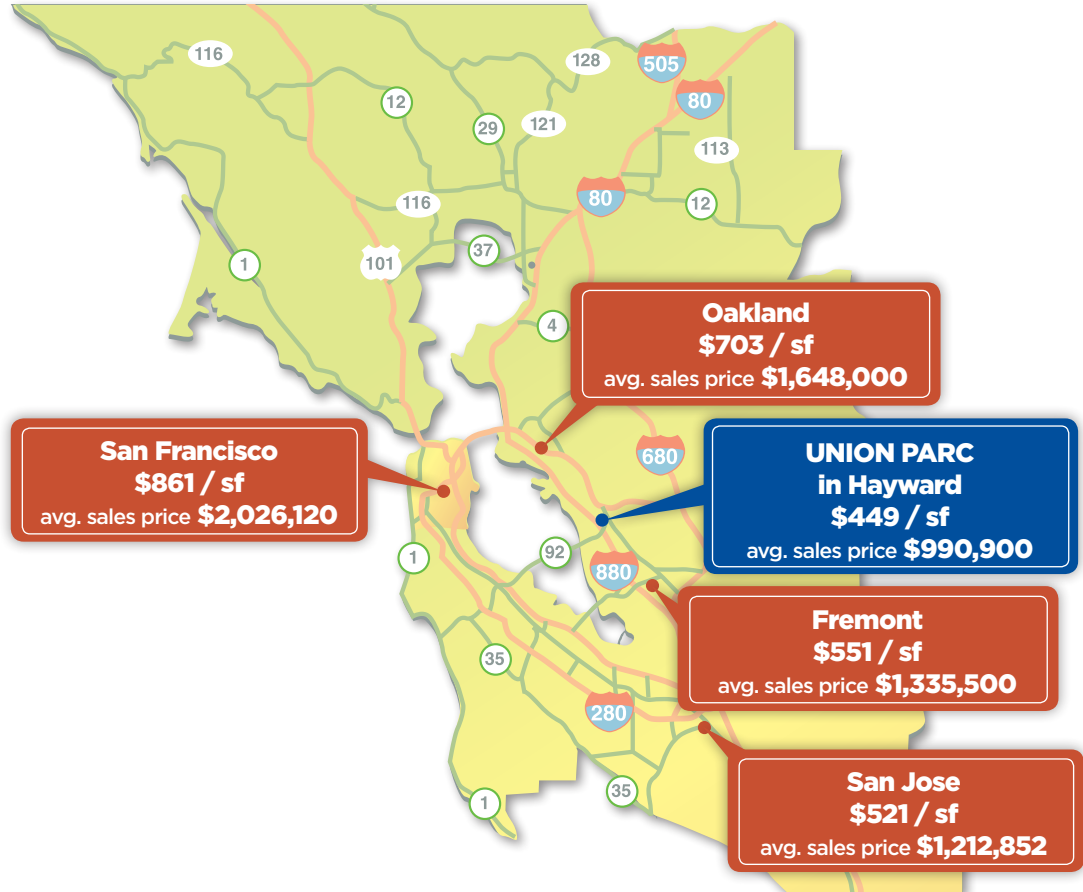 116
128
505
80
12
29
121
113
116
80
12
1
101
37
4
Oakland
$703 / sf
avg. sales price $1,648,000
San Francisco
$861 / sf
avg. sales price $2,026,120
680
UNION PARC
in Hayward
$449 / sf
avg. sales price $990,900
1
92
880
Fremont
$551 / sf
avg. sales price $1,335,500
35
280
San Jose
$521 / sf
avg. sales price $1,212,852
1
35